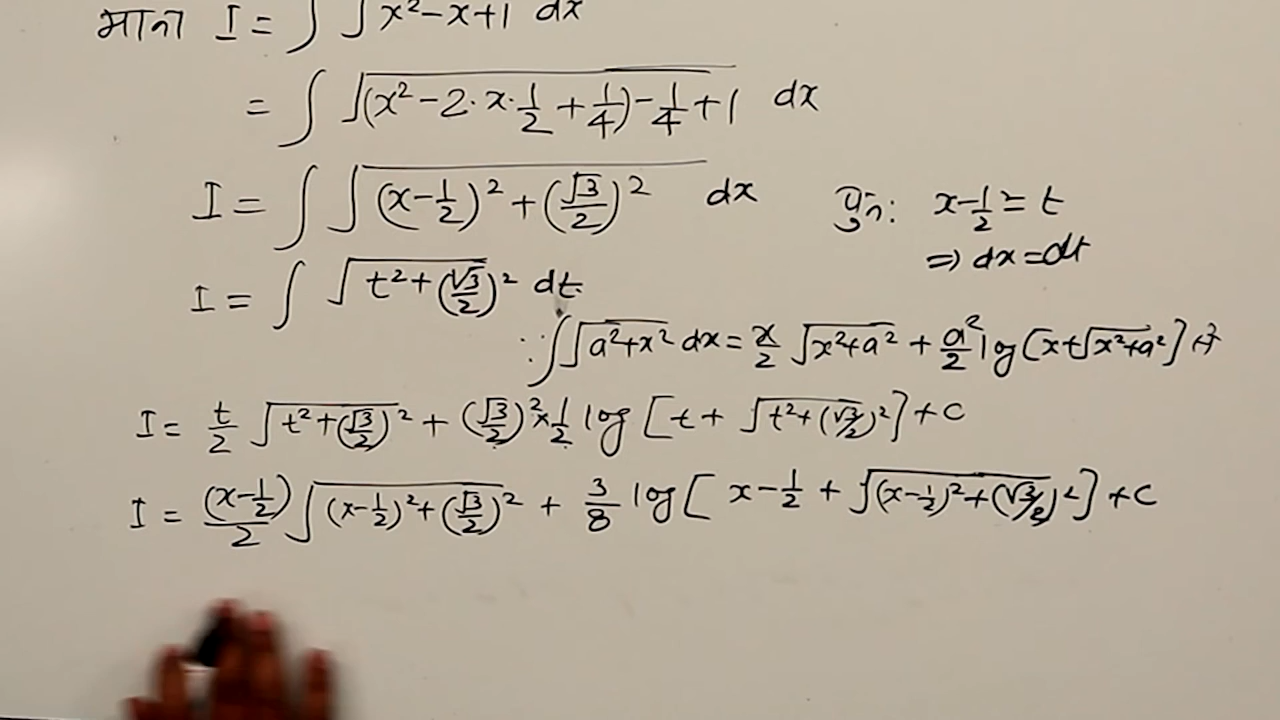 माना I = ∫ √x²-x+1 dx
= ∫ √(x²-2·x·1/2+1/4)-1/4+1 dx
I = ∫ √(x-1/2)²+(√3/2)² dx पुनः x-1/2 = t
⇒ dx = dt
I = ∫ √t²+(√3/2)² dt
∵ ∫√a²+x² dx = x/2 √x²+a² + a²/2 log[x+√x²+a²]
I = t/2 √t²+(√3/2)² + (√3/2)²×1/2 log[t+ √t²+(√3/2)²]+c
I = (x-1/2)/2 √(x-1/2)²+(√3/2)² + 3/8 log[x-1/2 + √(x-1/2)²+(√3/2)²]+c